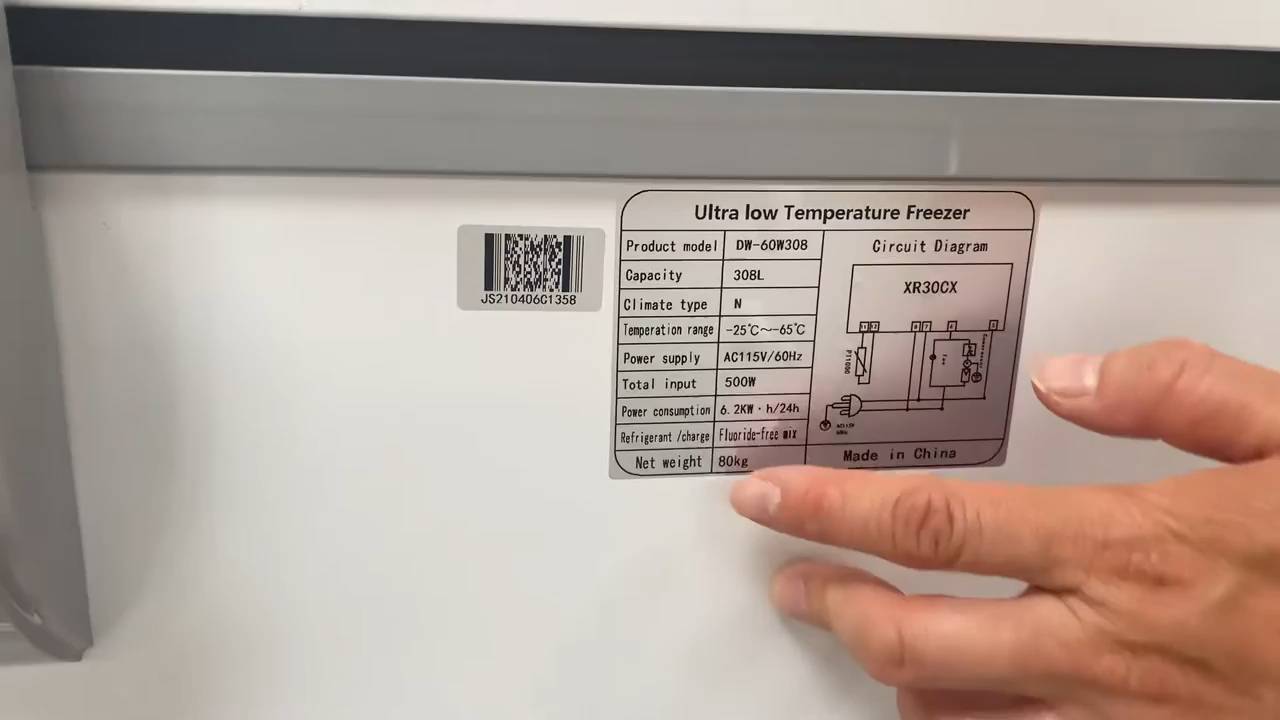 Ultra low Temperature Freezer
Product model DW-60W308
Capacity 308L
Climate type N
Temperation range -25℃~-65℃
Power supply AC115V/60Hz
Total input 500W
Power consumption 6.2KW·h/24h
Refrigerant /charge Fluoride-free mix
Net weight 80kg
Circuit Diagram
XR30CX
Made in China
JS210406C1358